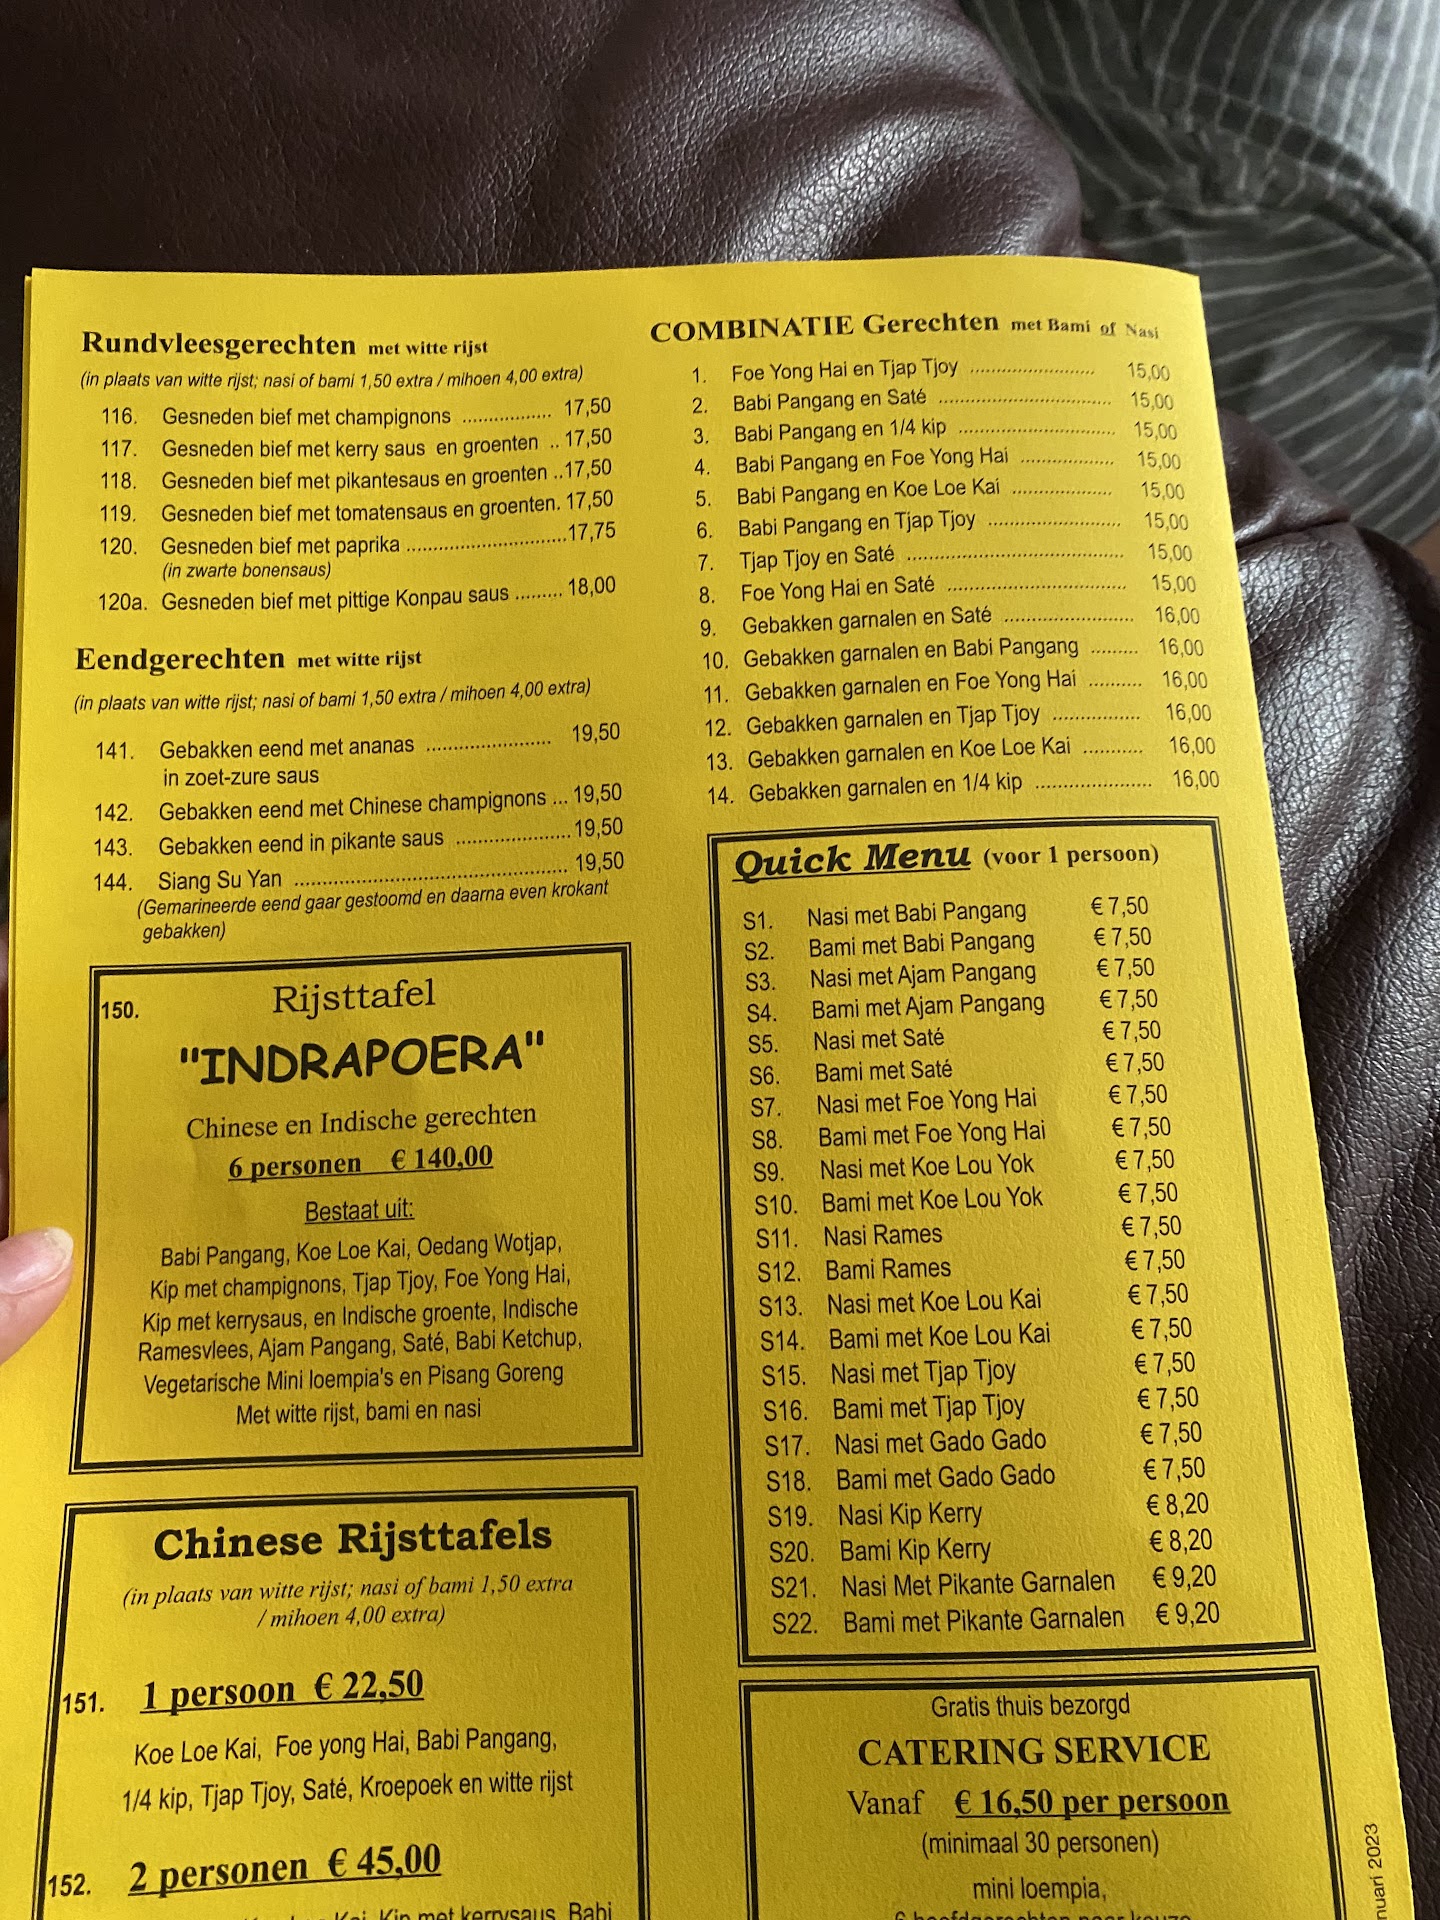 Rundvleesgerechten met witte rijst
(in plaats van witte rijst; nasi of bami 1,50 extra / mihoen 4,00 extra)
116. Gesneden bief met champignons ................. 17,50
117. Gesneden bief met kerry saus en groenten .. 17,50
118. Gesneden bief met pikantesaus en groenten ..17,50
119. Gesneden bief met tomatensaus en groenten. 17,50
120. Gesneden bief met paprika ..............................17,75
(in zwarte bonensaus)
120a. Gesneden bief met pittige Konpau saus ......... 18,00
Eendgerechten met witte rijst
(in plaats van witte rijst; nasi of bami 1,50 extra / mihoen 4,00 extra)
141. Gebakken eend met ananas ........................ 19,50
in zoet-zure saus
142. Gebakken eend met Chinese champignons ... 19,50
143. Gebakken eend in pikante saus ......................19,50
144. Siang Su Yan .................................................... 19,50
(Gemarineerde eend gaar gestoomd en daarna even krokant
gebakken)
150. Rijsttafel
"INDRAPOERA"
Chinese en Indische gerechten
6 personen € 140,00
Bestaat uit:
Babi Pangang, Koe Loe Kai, Oedang Wotjap,
Kip met champignons, Tjap Tjoy, Foe Yong Hai,
Kip met kerrysaus, en Indische groente, Indische
Ramesvlees, Ajam Pangang, Saté, Babi Ketchup,
Vegetarische Mini loempia's en Pisang Goreng
Met witte rijst, bami en nasi
Chinese Rijsttafels
(in plaats van witte rijst; nasi of bami 1,50 extra
/ mihoen 4,00 extra)
151. 1 persoon € 22,50
Koe Loe Kai, Foe yong Hai, Babi Pangang,
1/4 kip, Tjap Tjoy, Saté, Kroepoek en witte rijst
152. 2 personen € 45,00
Kai, Kip met kerrysaus, Babi
COMBINATIE Gerechten met Bami of Nasi
1. Foe Yong Hai en Tjap Tjoy ........................ 15,00
2. Babi Pangang en Saté ................................. 15,00
3. Babi Pangang en 1/4 kip .............................. 15,00
4. Babi Pangang en Foe Yong Hai .................. 15,00
5. Babi Pangang en Koe Loe Kai ................... 15,00
6. Babi Pangang en Tjap Tjoy ......................... 15,00
7. Tjap Tjoy en Saté .......................................... 15,00
8. Foe Yong Hai en Saté .................................. 15,00
9. Gebakken garnalen en Saté ......................... 16,00
10. Gebakken garnalen en Babi Pangang ......... 16,00
11. Gebakken garnalen en Foe Yong Hai .......... 16,00
12. Gebakken garnalen en Tjap Tjoy ................. 16,00
13. Gebakken garnalen en Koe Loe Kai ........... 16,00
14. Gebakken garnalen en 1/4 kip ...................... 16,00
Quick Menu (voor 1 persoon)
S1. Nasi met Babi Pangang € 7,50
S2. Bami met Babi Pangang € 7,50
S3. Nasi met Ajam Pangang € 7,50
S4. Bami met Ajam Pangang € 7,50
S5. Nasi met Saté € 7,50
S6. Bami met Saté € 7,50
S7. Nasi met Foe Yong Hai € 7,50
S8. Bami met Foe Yong Hai € 7,50
S9. Nasi met Koe Lou Yok € 7,50
S10. Bami met Koe Lou Yok € 7,50
S11. Nasi Rames € 7,50
S12. Bami Rames € 7,50
S13. Nasi met Koe Lou Kai € 7,50
S14. Bami met Koe Lou Kai € 7,50
S15. Nasi met Tjap Tjoy € 7,50
S16. Bami met Tjap Tjoy € 7,50
S17. Nasi met Gado Gado € 7,50
S18. Bami met Gado Gado € 7,50
S19. Nasi Kip Kerry € 8,20
S20. Bami Kip Kerry € 8,20
S21. Nasi Met Pikante Garnalen € 9,20
S22. Bami met Pikante Garnalen € 9,20
Gratis thuis bezorgd
CATERING SERVICE
Vanaf € 16,50 per persoon
(minimaal 30 personen)
mini loempia,
6 hoofdgerechten naar keuze
nuari 2023